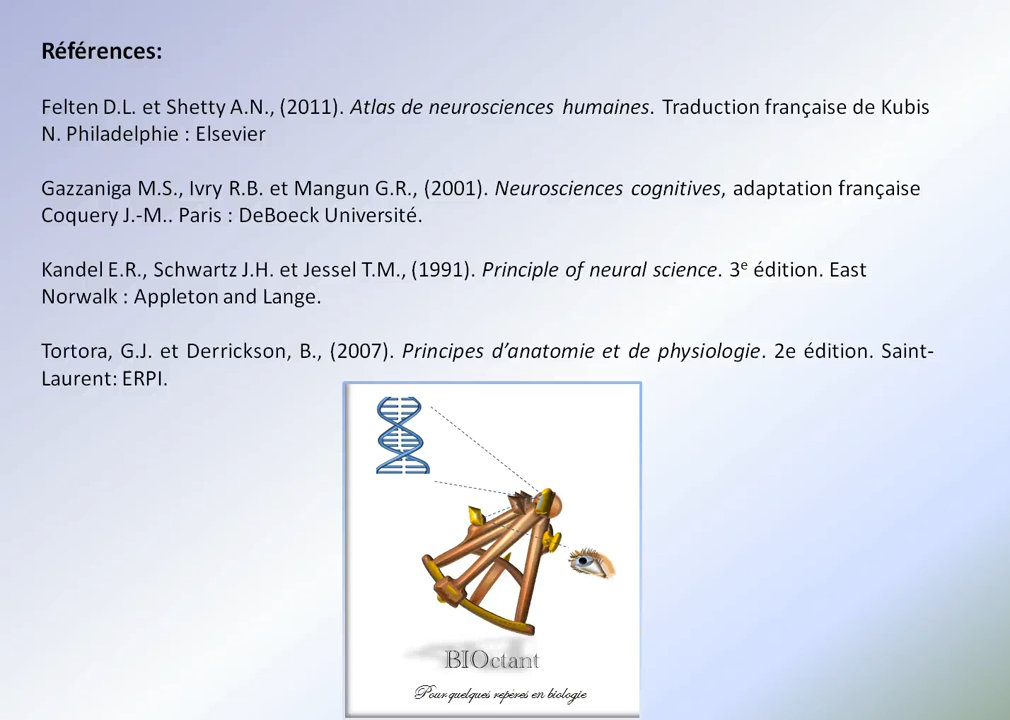 Références:
Felten D.L. et Shetty A.N., (2011). Atlas de neurosciences humaines. Traduction française de Kubis
N. Philadelphie : Elsevier
Gazzaniga M.S., Ivry R.B. et Mangun G.R., (2001). Neurosciences cognitives, adaptation française
Coquery J.-M.. Paris : DeBoeck Université.
Kandel E.R., Schwartz J.H. et Jessel T.M., (1991). Principle of neural science. 3e édition. East
Norwalk : Appleton and Lange.
Tortora, G.J. et Derrickson, B., (2007). Principes d’anatomie et de physiologie. 2e édition. Saint-
Laurent: ERPI.
BIOctant
Pour quelques repères en biologie